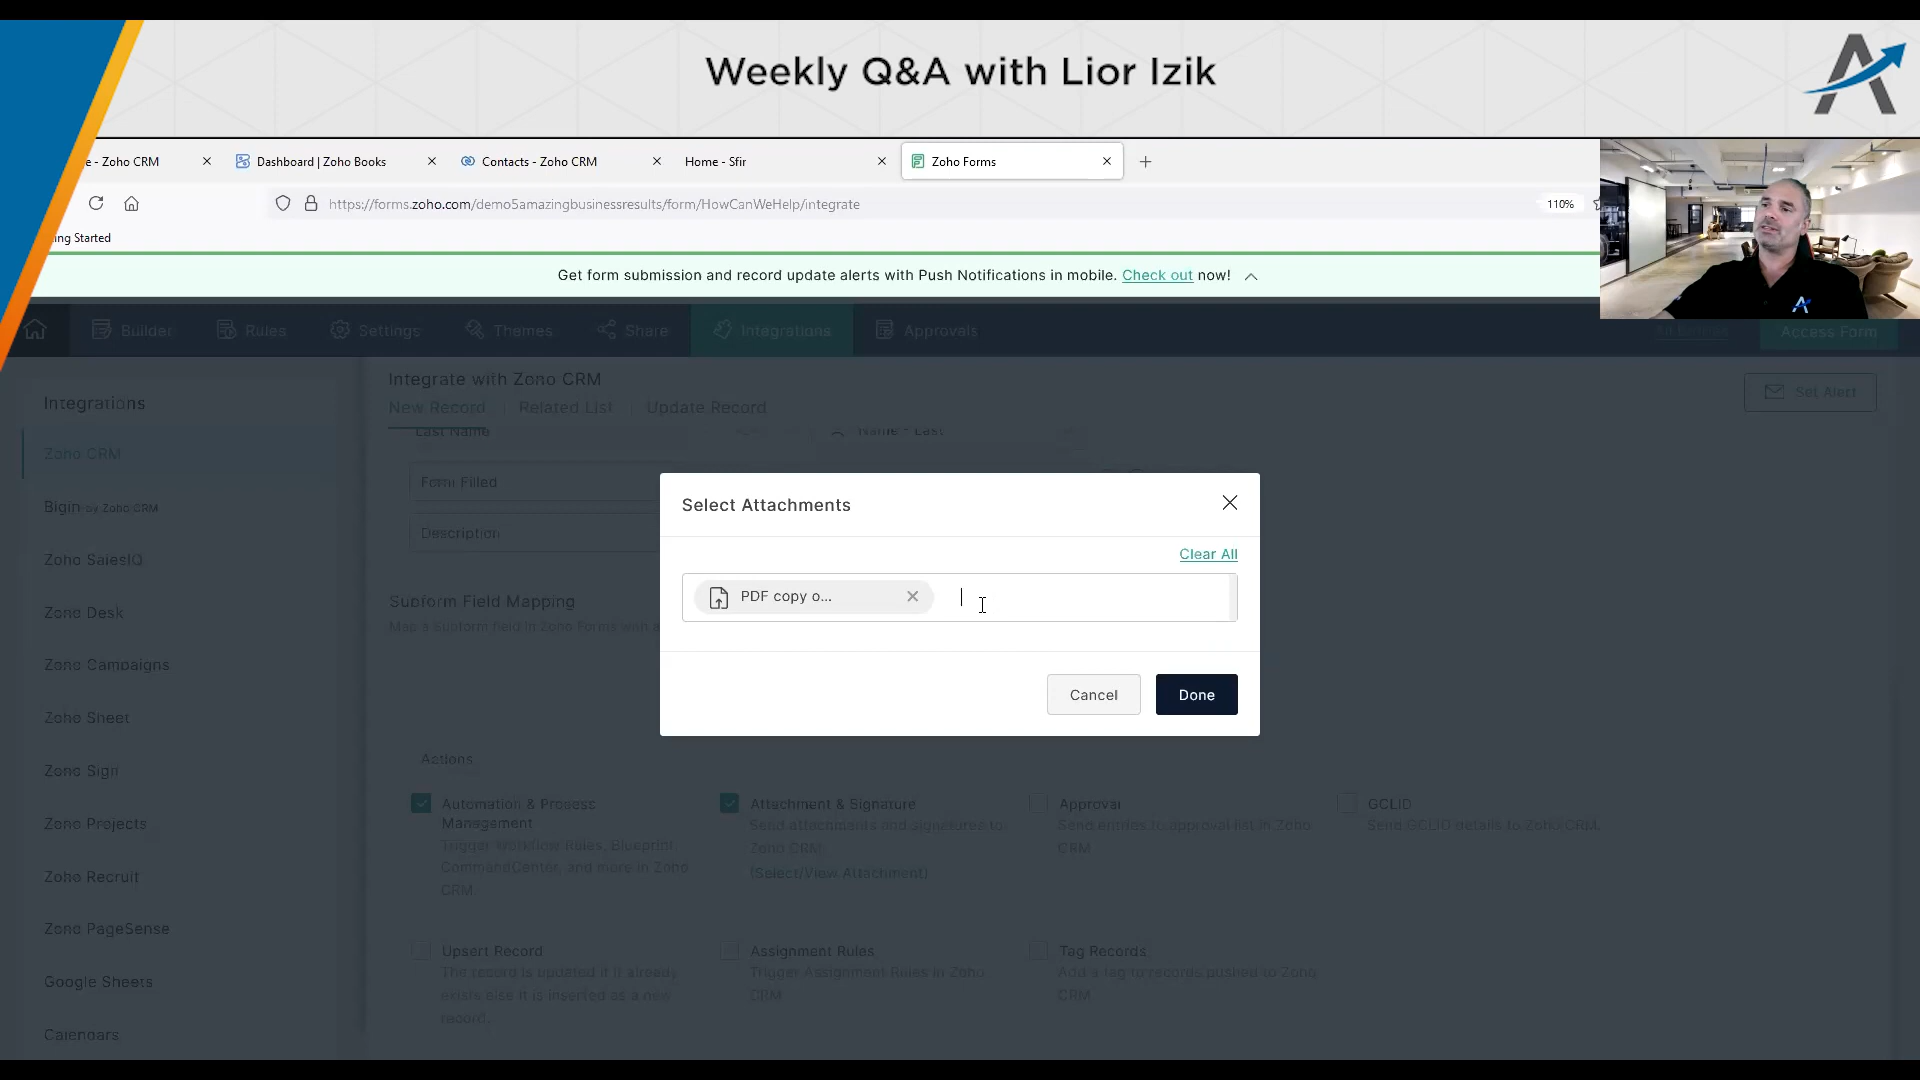 Weekly Q&A with Lior Izik
e - Zoho CRM
Dashboard | Zoho Books
Contacts - Zoho CRM
Home - Sfir
Zoho Forms
https://forms.zoho.com/demo5amazingbusinessresults/form/HowCanWeHelp/integrate
110%
ing Started
Get form submission and record update alerts with Push Notifications in mobile. Check out now!
Builder
Rules
Settings
Themes
Share
Integrations
Approvals
Access Form
Integrations
Zoho CRM
Bigin by Zoho CRM
Zoho SalesIQ
Zoho Desk
Zoho Campaigns
Zoho Sheet
Zoho Sign
Zoho Projects
Zoho Recruit
Zoho PageSense
Google Sheets
Calendars
Integrate with Zoho CRM
Set Alert
New Record
Related List
Update Record
Last Name
Name - Last
Form Filled
Description
Subform Field Mapping
Map a Subform field in Zoho Forms with a
Select Attachments
Clear All
PDF copy o...
Cancel
Done
Actions
Automation & Process
Management
Trigger Workflow Rules, Blueprint,
CommandCenter, and more in Zoho
CRM
Attachment & Signature
Send attachments and signatures to
Zoho CRM.
(Select/View Attachment)
Approval
Send entries to approval list in Zoho
CRM
GCLID
Send GCLID details to Zoho CRM.
Upsert Record
The record is updated if it already
exists else it is inserted as a new
record.
Assignment Rules
Trigger Assignment Rules in Zoho
CRM
Tag Records
Add a tag to records pushed to Zoho
CRM